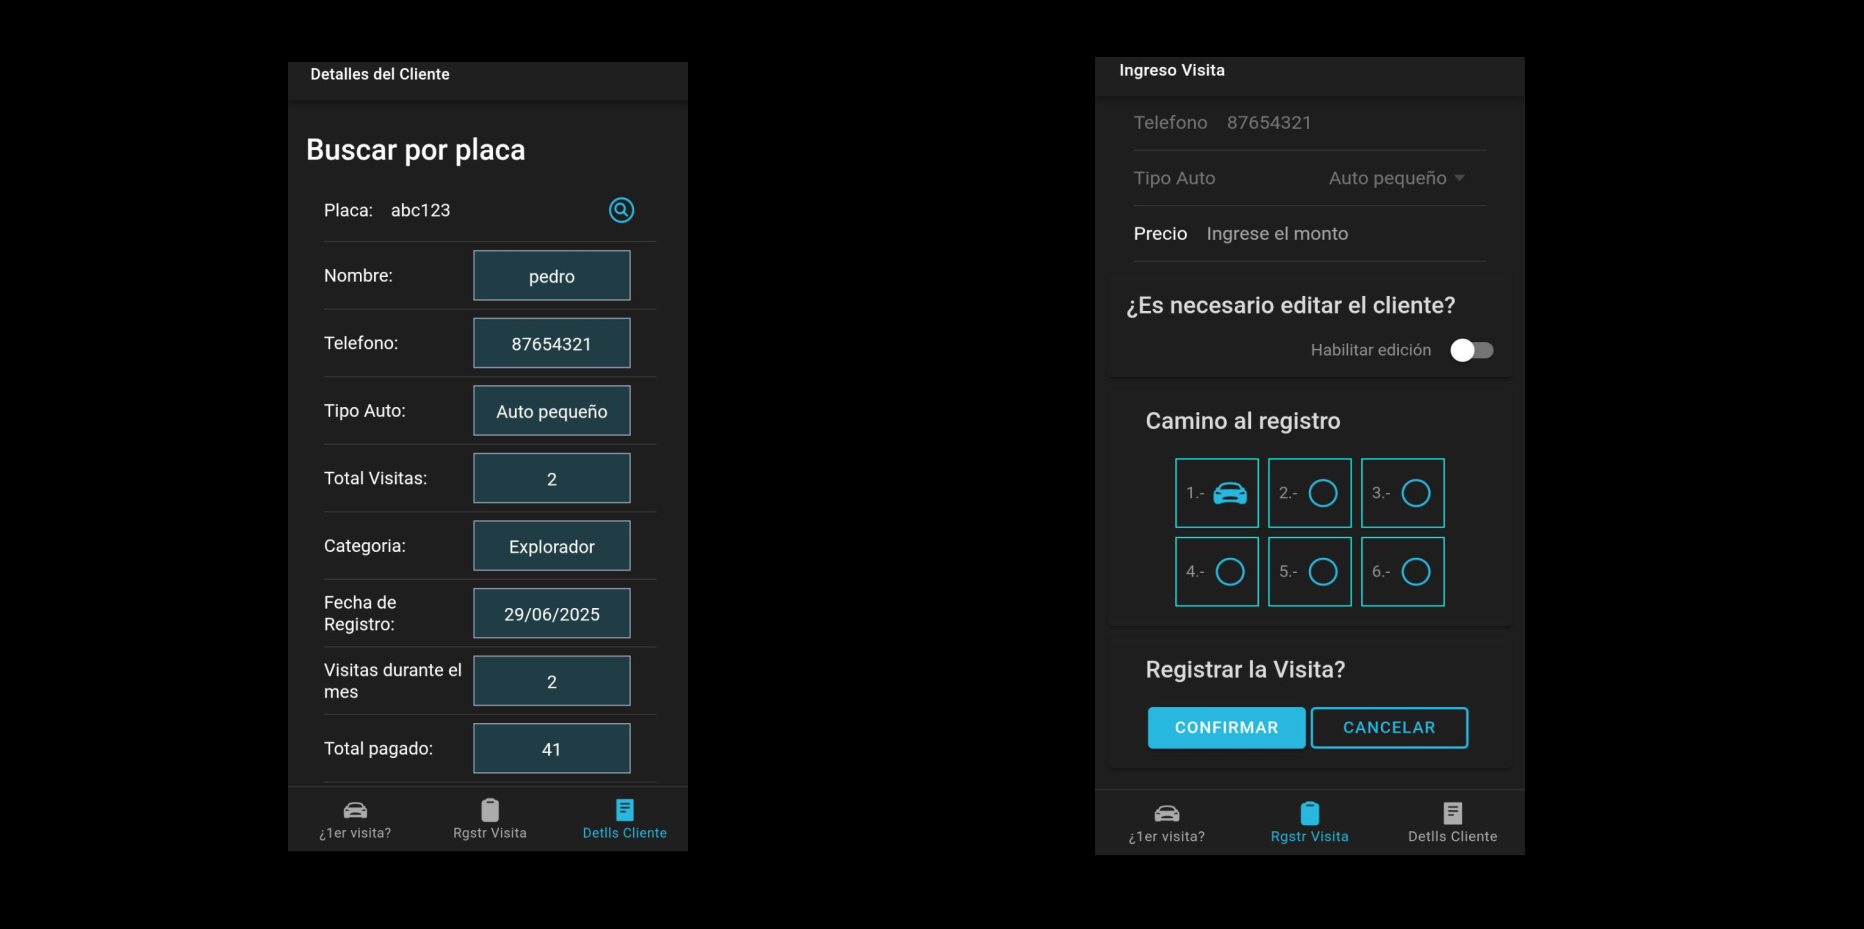 Detalles del Cliente
Buscar por placa
Placa: abc123
Nombre: pedro
Telefono: 87654321
Tipo Auto: Auto pequeño
Total Visitas: 2
Categoria: Explorador
Fecha de
Registro: 29/06/2025
Visitas durante el
mes 2
Total pagado: 41
¿1er visita? Rgstr Visita Detlls Cliente
Ingreso Visita
Telefono 87654321
Tipo Auto Auto pequeño
Precio Ingrese el monto
¿Es necesario editar el cliente?
Habilitar edición
Camino al registro
1.- 2.- 3.-
4.- 5.- 6.-
Registrar la Visita?
CONFIRMAR CANCELAR
¿1er visita? Rgstr Visita Detlls Cliente